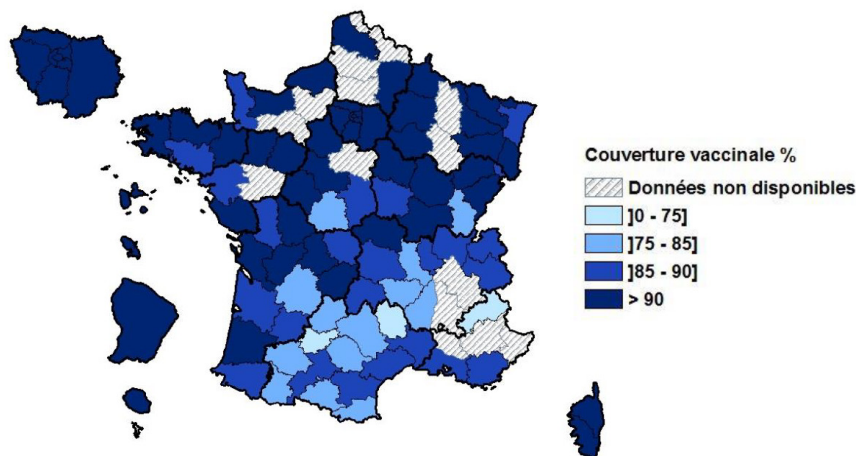 Couverture vaccinale %
Données non disponibles
]0 - 75]
]75 - 85]
]85 - 90]
> 90